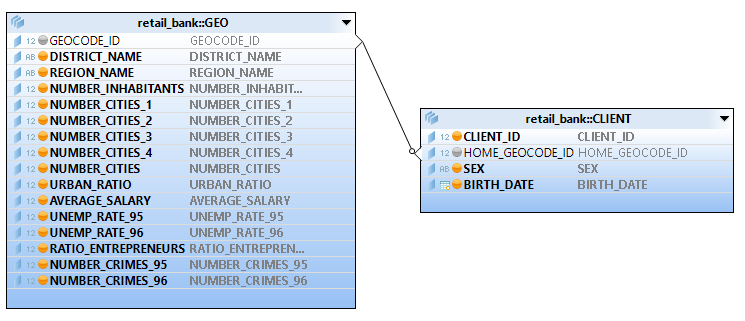 retail_bank::GEO
12 GEOCODE_ID GEOCODE_ID
AB DISTRICT_NAME DISTRICT_NAME
AB REGION_NAME REGION_NAME
12 NUMBER_INHABITANTS NUMBER_INHABIT...
12 NUMBER_CITIES_1 NUMBER_CITIES_1
12 NUMBER_CITIES_2 NUMBER_CITIES_2
12 NUMBER_CITIES_3 NUMBER_CITIES_3
12 NUMBER_CITIES_4 NUMBER_CITIES_4
12 NUMBER_CITIES NUMBER_CITIES
12 URBAN_RATIO URBAN_RATIO
12 AVERAGE_SALARY AVERAGE_SALARY
12 UNEMP_RATE_95 UNEMP_RATE_95
12 UNEMP_RATE_96 UNEMP_RATE_96
12 RATIO_ENTREPRENEURS RATIO_ENTREPREN...
12 NUMBER_CRIMES_95 NUMBER_CRIMES_95
12 NUMBER_CRIMES_96 NUMBER_CRIMES_96
retail_bank::CLIENT
12 CLIENT_ID CLIENT_ID
12 HOME_GEOCODE_ID HOME_GEOCODE_ID
AB SEX SEX
BIRTH_DATE BIRTH_DATE